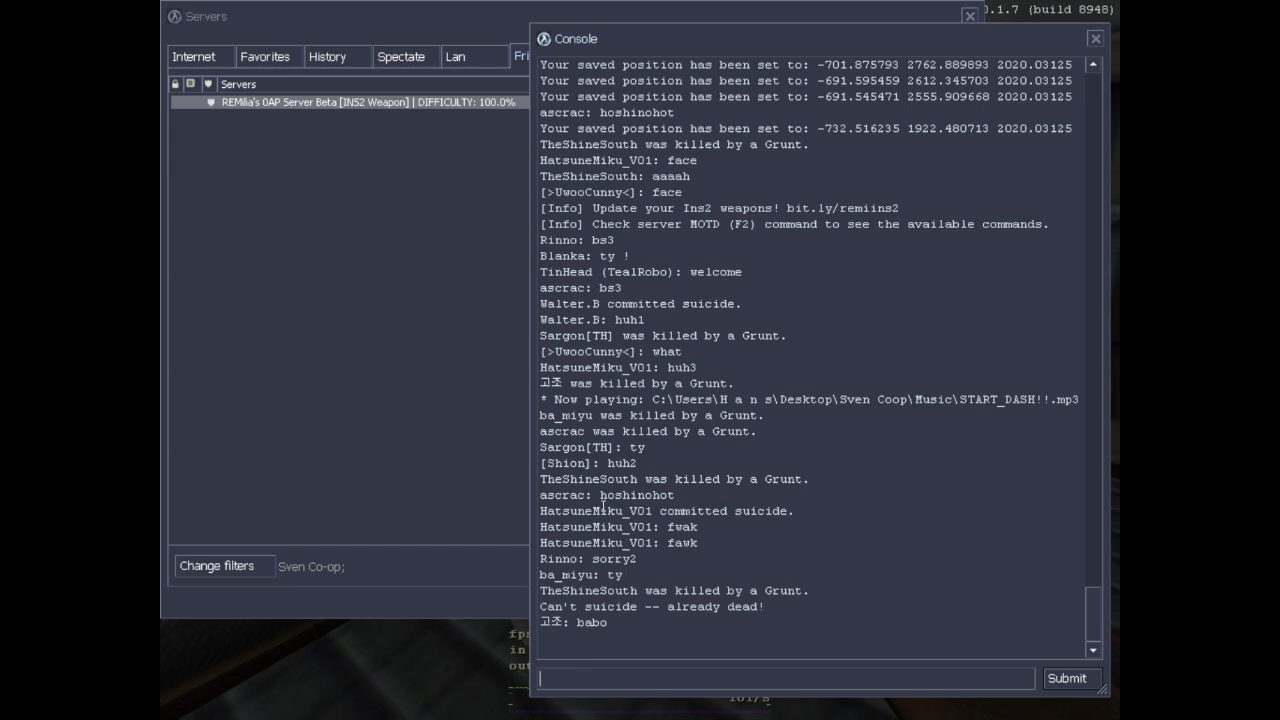 Servers
0.1.7 (build 8948)
Internet
Favorites
History
Spectate
Lan
Fri
Servers
REMilia's 0AP Server Beta [INS2 Weapon] | DIFFICULTY: 100.0%
Change filters
Sven Co-op;
Console
Your saved position has been set to: -701.875793 2762.889893 2020.03125
Your saved position has been set to: -691.595459 2612.345703 2020.03125
Your saved position has been set to: -691.545471 2555.909668 2020.03125
ascrac: hoshinohot
Your saved position has been set to: -732.516235 1922.480713 2020.03125
TheShineSouth was killed by a Grunt.
HatsuneMiku_V01: face
TheShineSouth: aaaah
[>UwooCunny<]: face
[Info] Update your Ins2 weapons! bit.ly/remiins2
[Info] Check server MOTD (F2) command to see the available commands.
Rinno: bs3
Blanka: ty !
TinHead (TealRobo): welcome
ascrac: bs3
Walter.B committed suicide.
Walter.B: huh1
Sargon[TH] was killed by a Grunt.
[>UwooCunny<]: what
HatsuneMiku_V01: huh3
고조 was killed by a Grunt.
* Now playing: C:\Users\H a n s\Desktop\Sven Coop\Music\START_DASH!!.mp3
ba_miyu was killed by a Grunt.
ascrac was killed by a Grunt.
Sargon[TH]: ty
[Shion]: huh2
TheShineSouth was killed by a Grunt.
ascrac: hoshinohot
HatsuneMiku_V01 committed suicide.
HatsuneMiku_V01: fwak
HatsuneMiku_V01: fawk
Rinno: sorry2
ba_miyu: ty
TheShineSouth was killed by a Grunt.
Can't suicide -- already dead!
고조: babo
Submit
fps
in
out